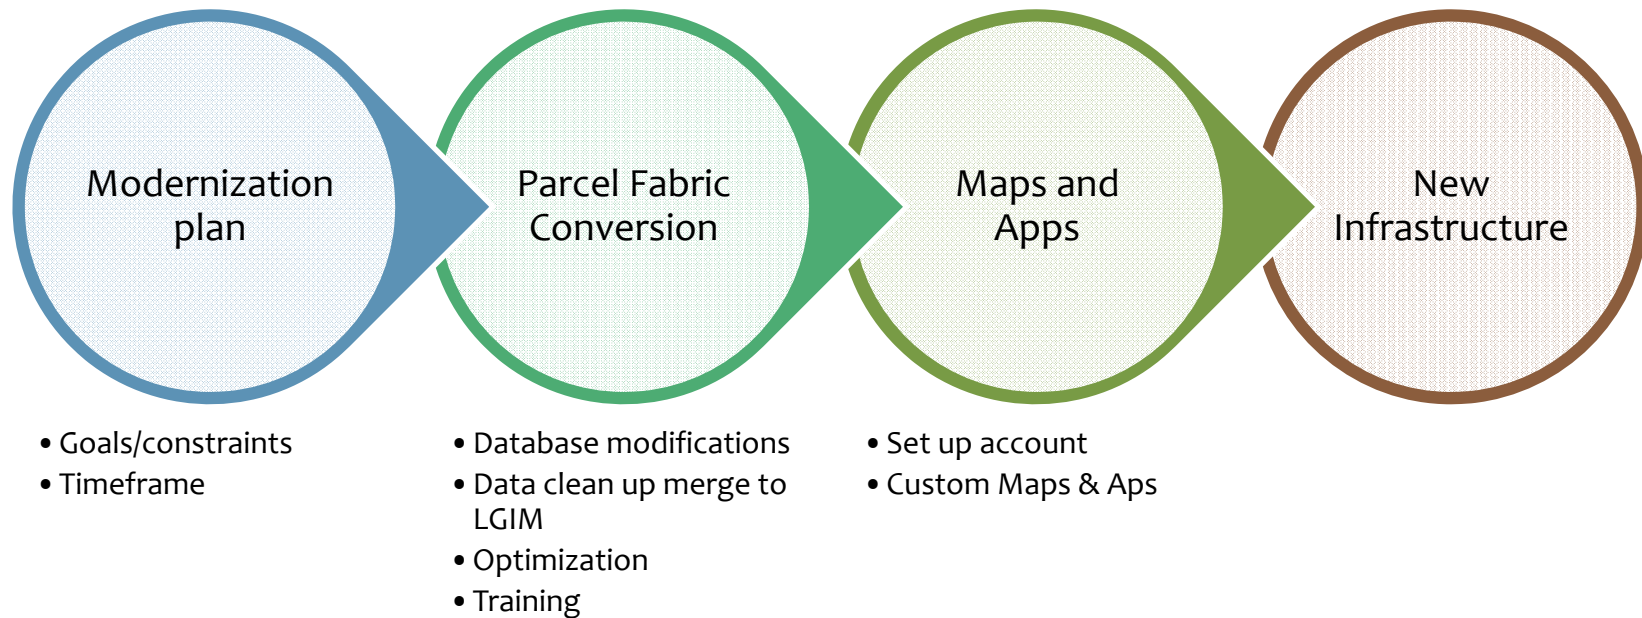 Modernization
plan
Parcel Fabric
Conversion
Maps and
Apps
New
Infrastructure
• Goals/constraints
• Timeframe
• Database modifications
• Data clean up merge to
LGIM
• Optimization
• Training
• Set up account
• Custom Maps & Aps